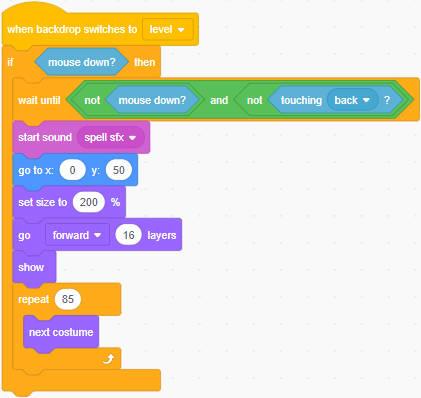 when backdrop switches to level
if mouse down? then
wait until not mouse down? and not touching back ?
start sound spell sfx
go to x: 0 y: 50
set size to 200 %
go forward 16 layers
show
repeat 85
next costume